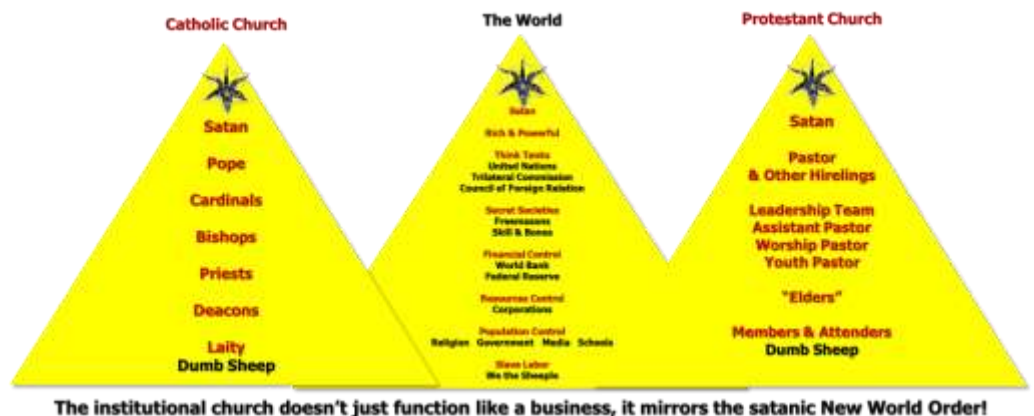 Catholic Church
Satan
Pope
Cardinals
Bishops
Priests
Deacons
Laity
Dumb Sheep
The World
Satan
Rich & Powerful
Think Tanks
United Nations
Trilateral Commission
Council of Foreign Relation
Secret Societies
Freemasons
Skill & Bones
Financial Control
World Bank
Federal Reserve
Resources Control
Corporations
Population Control
Religion Government Media Schools
Slave Labor
We the Sheeple
Protestant Church
Satan
Pastor
& Other Hirelings
Leadership Team
Assistant Pastor
Worship Pastor
Youth Pastor
"Elders"
Members & Attenders
Dumb Sheep
The institutional church doesn't just function like a business, it mirrors the satanic New World Order!